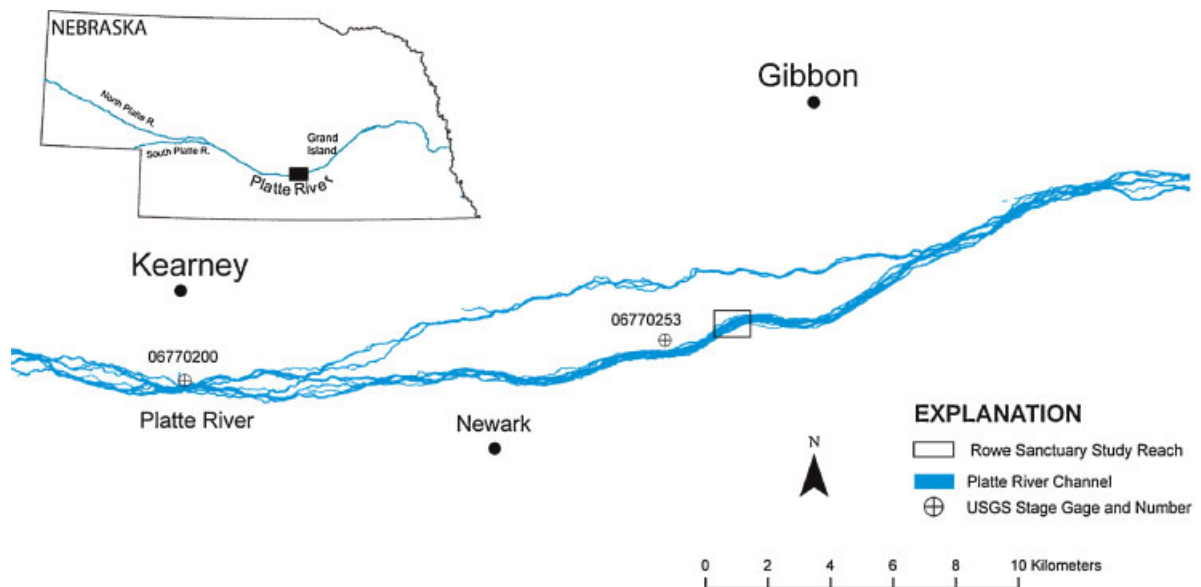 NEBRASKA
North Platte R.
South Platte R.
Grand
Island
Platte River
Gibbon
Kearney
06770253
06770200
Platte River
Newark
EXPLANATION
Rowe Sanctuary Study Reach
Platte River Channel
USGS Stage Gage and Number
N
0 2 4 6 8 10 Kilometers